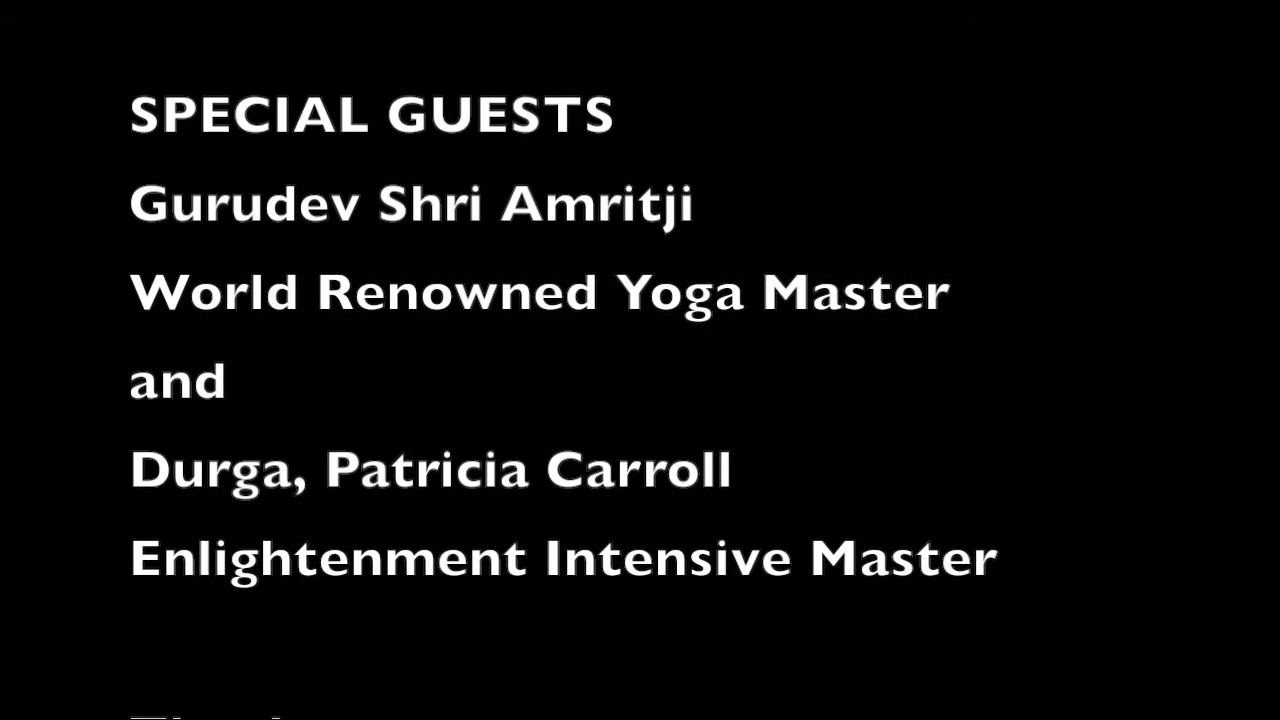 SPECIAL GUESTS
Gurudev Shri Amritji
World Renowned Yoga Master
and
Durga, Patricia Carroll
Enlightenment Intensive Master